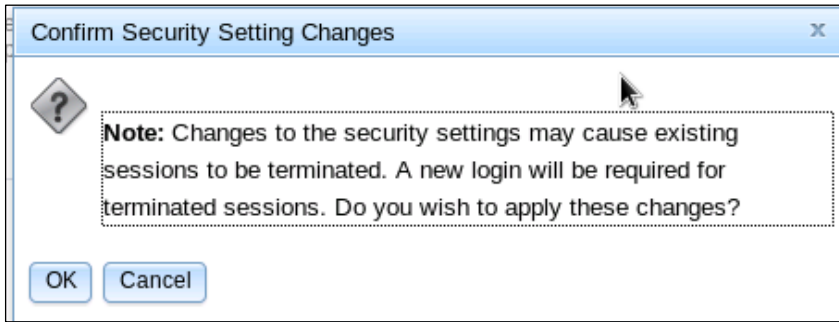 Confirm Security Setting Changes
x
?
Note: Changes to the security settings may cause existing
sessions to be terminated. A new login will be required for
terminated sessions. Do you wish to apply these changes?
OK Cancel